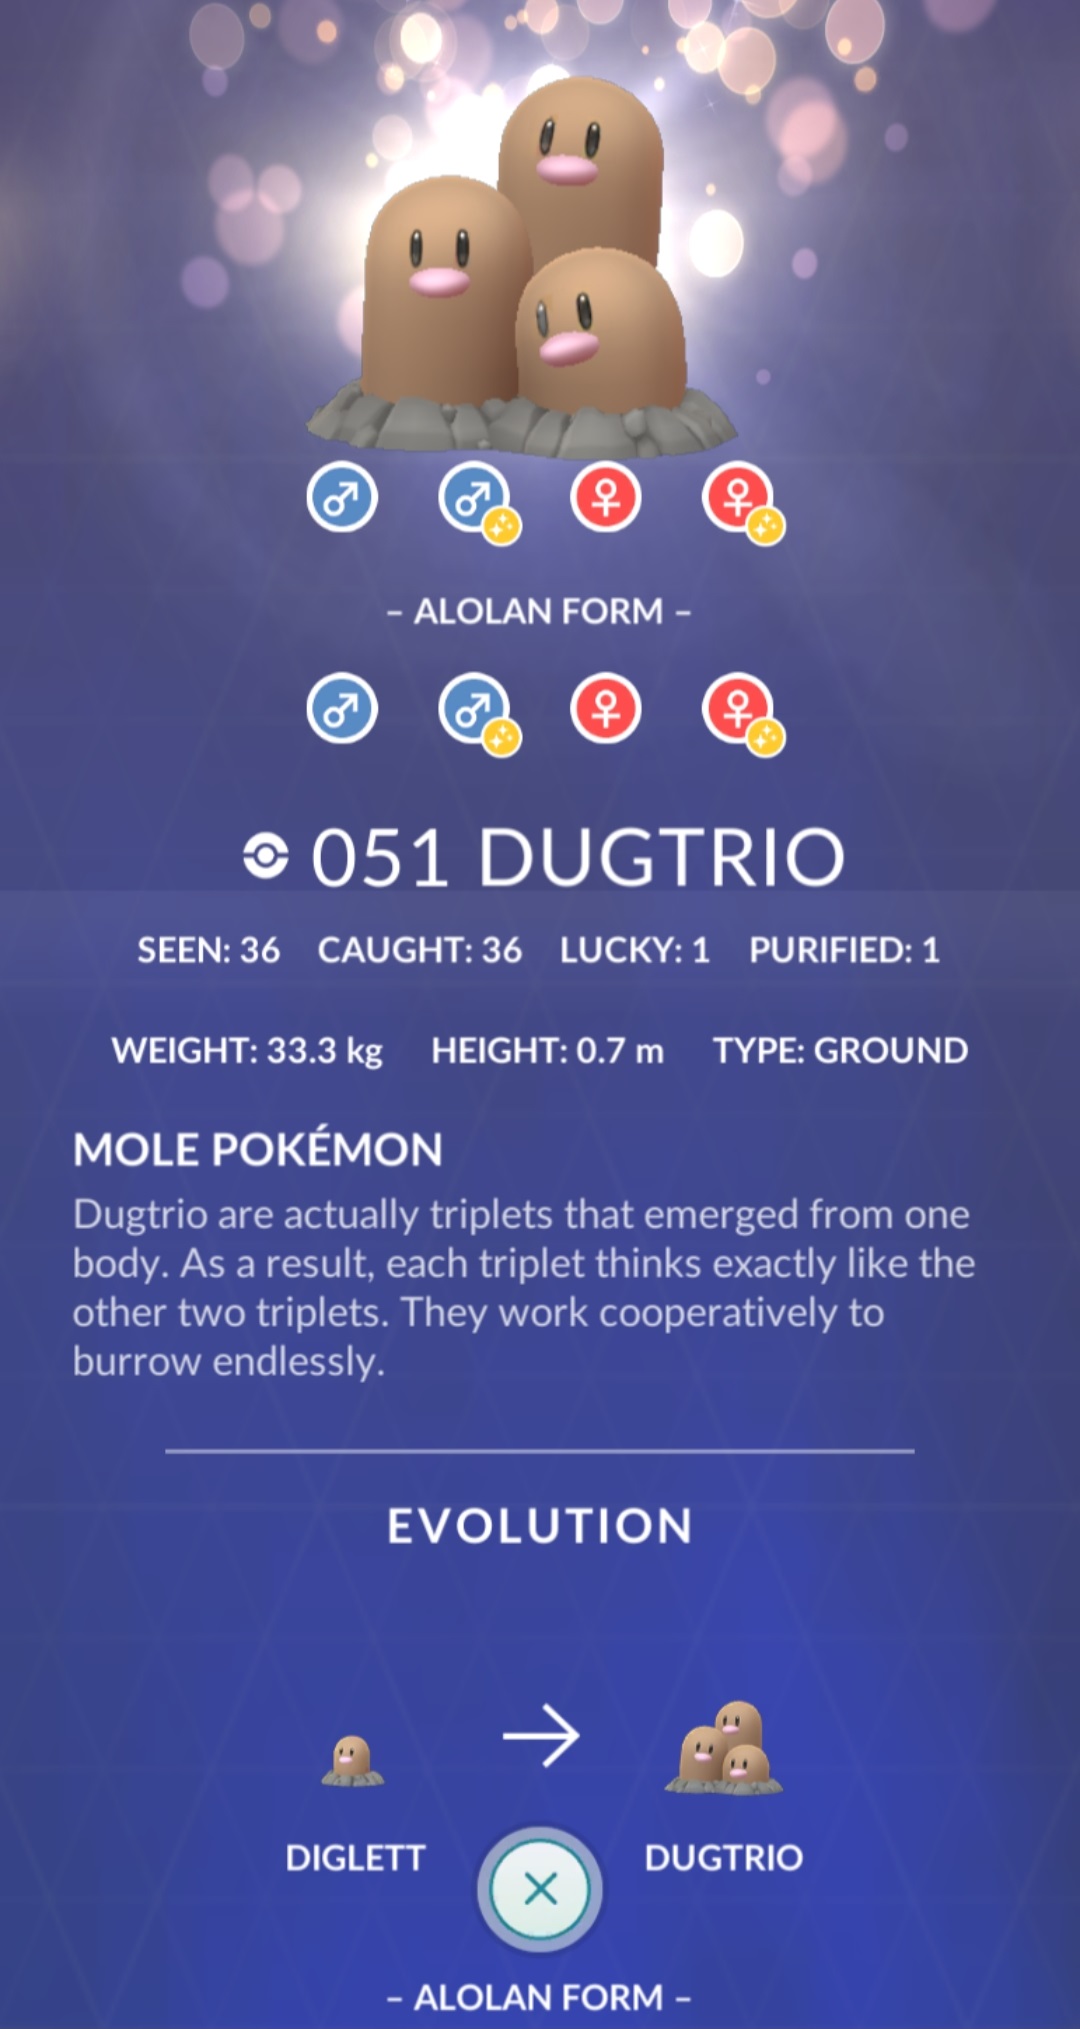 – ALOLAN FORM –
051 DUGTRIO
SEEN: 36 CAUGHT: 36 LUCKY: 1 PURIFIED: 1
WEIGHT: 33.3 kg HEIGHT: 0.7 m TYPE: GROUND
MOLE POKÉMON
Dugtrio are actually triplets that emerged from one
body. As a result, each triplet thinks exactly like the
other two triplets. They work cooperatively to
burrow endlessly.
EVOLUTION
DIGLETT DUGTRIO
– ALOLAN FORM –